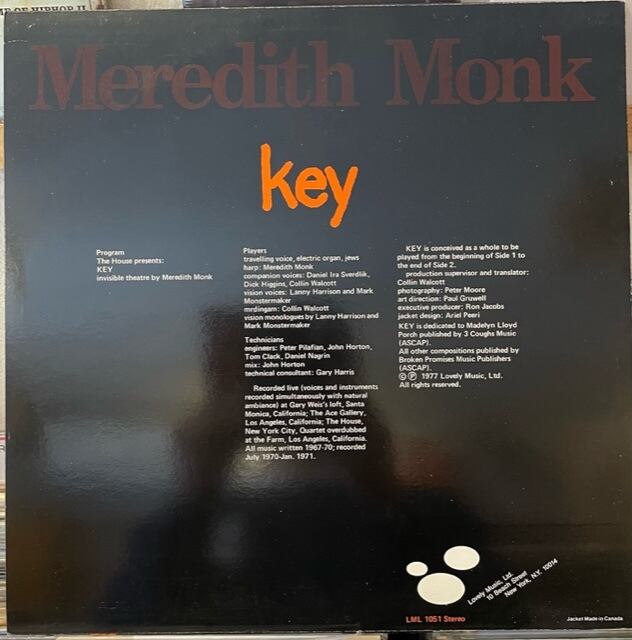 OF HIPHOP II
Meredith Monk
key
Program
The House presents:
KEY
invisible theatre by Meredith Monk
Players
travelling voice, electric organ, jews
harp: Meredith Monk
companion voices: Daniel Ira Sverdlik,
Dick Higgins, Collin Walcott
vision voices: Lanny Harrison and Mark
Monstermaker
mrdingam: Collin Walcott
vision monologues by Lanny Harrison and
Mark Monstermaker
Technicians
engineers: Peter Pilafian, John Horton,
Tom Clack, Daniel Nagrin
mix: John Horton
technical consultant: Gary Harris
Recorded live (voices and instruments
recorded simultaneously with natural
ambiance) at Gary Weis's loft, Santa
Monica, California; The Ace Gallery,
Los Angeles, California; The House,
New York City, Quartet overdubbed
at the Farm, Los Angeles, California.
All music written 1967-70; recorded
July 1970-Jan. 1971.
KEY is conceived as a whole to be
played from the beginning of Side 1 to
the end of Side 2.
production supervisor and translator:
Collin Walcott
photography: Peter Moore
art direction: Paul Gruwell
executive producer: Ron Jacobs
jacket design: Ariel Peeri
KEY is dedicated to Madelyn Lloyd
Porch published by 3 Coughs Music
(ASCAP).
All other compositions published by
Broken Promises Music Publishers
(ASCAP).
© ℗ 1977 Lovely Music, Ltd.
All rights reserved.
Lovely Music, Ltd.
10 Beach Street
New York, N.Y. 10014
LML 1051 Stereo
Jacket Made in Canada